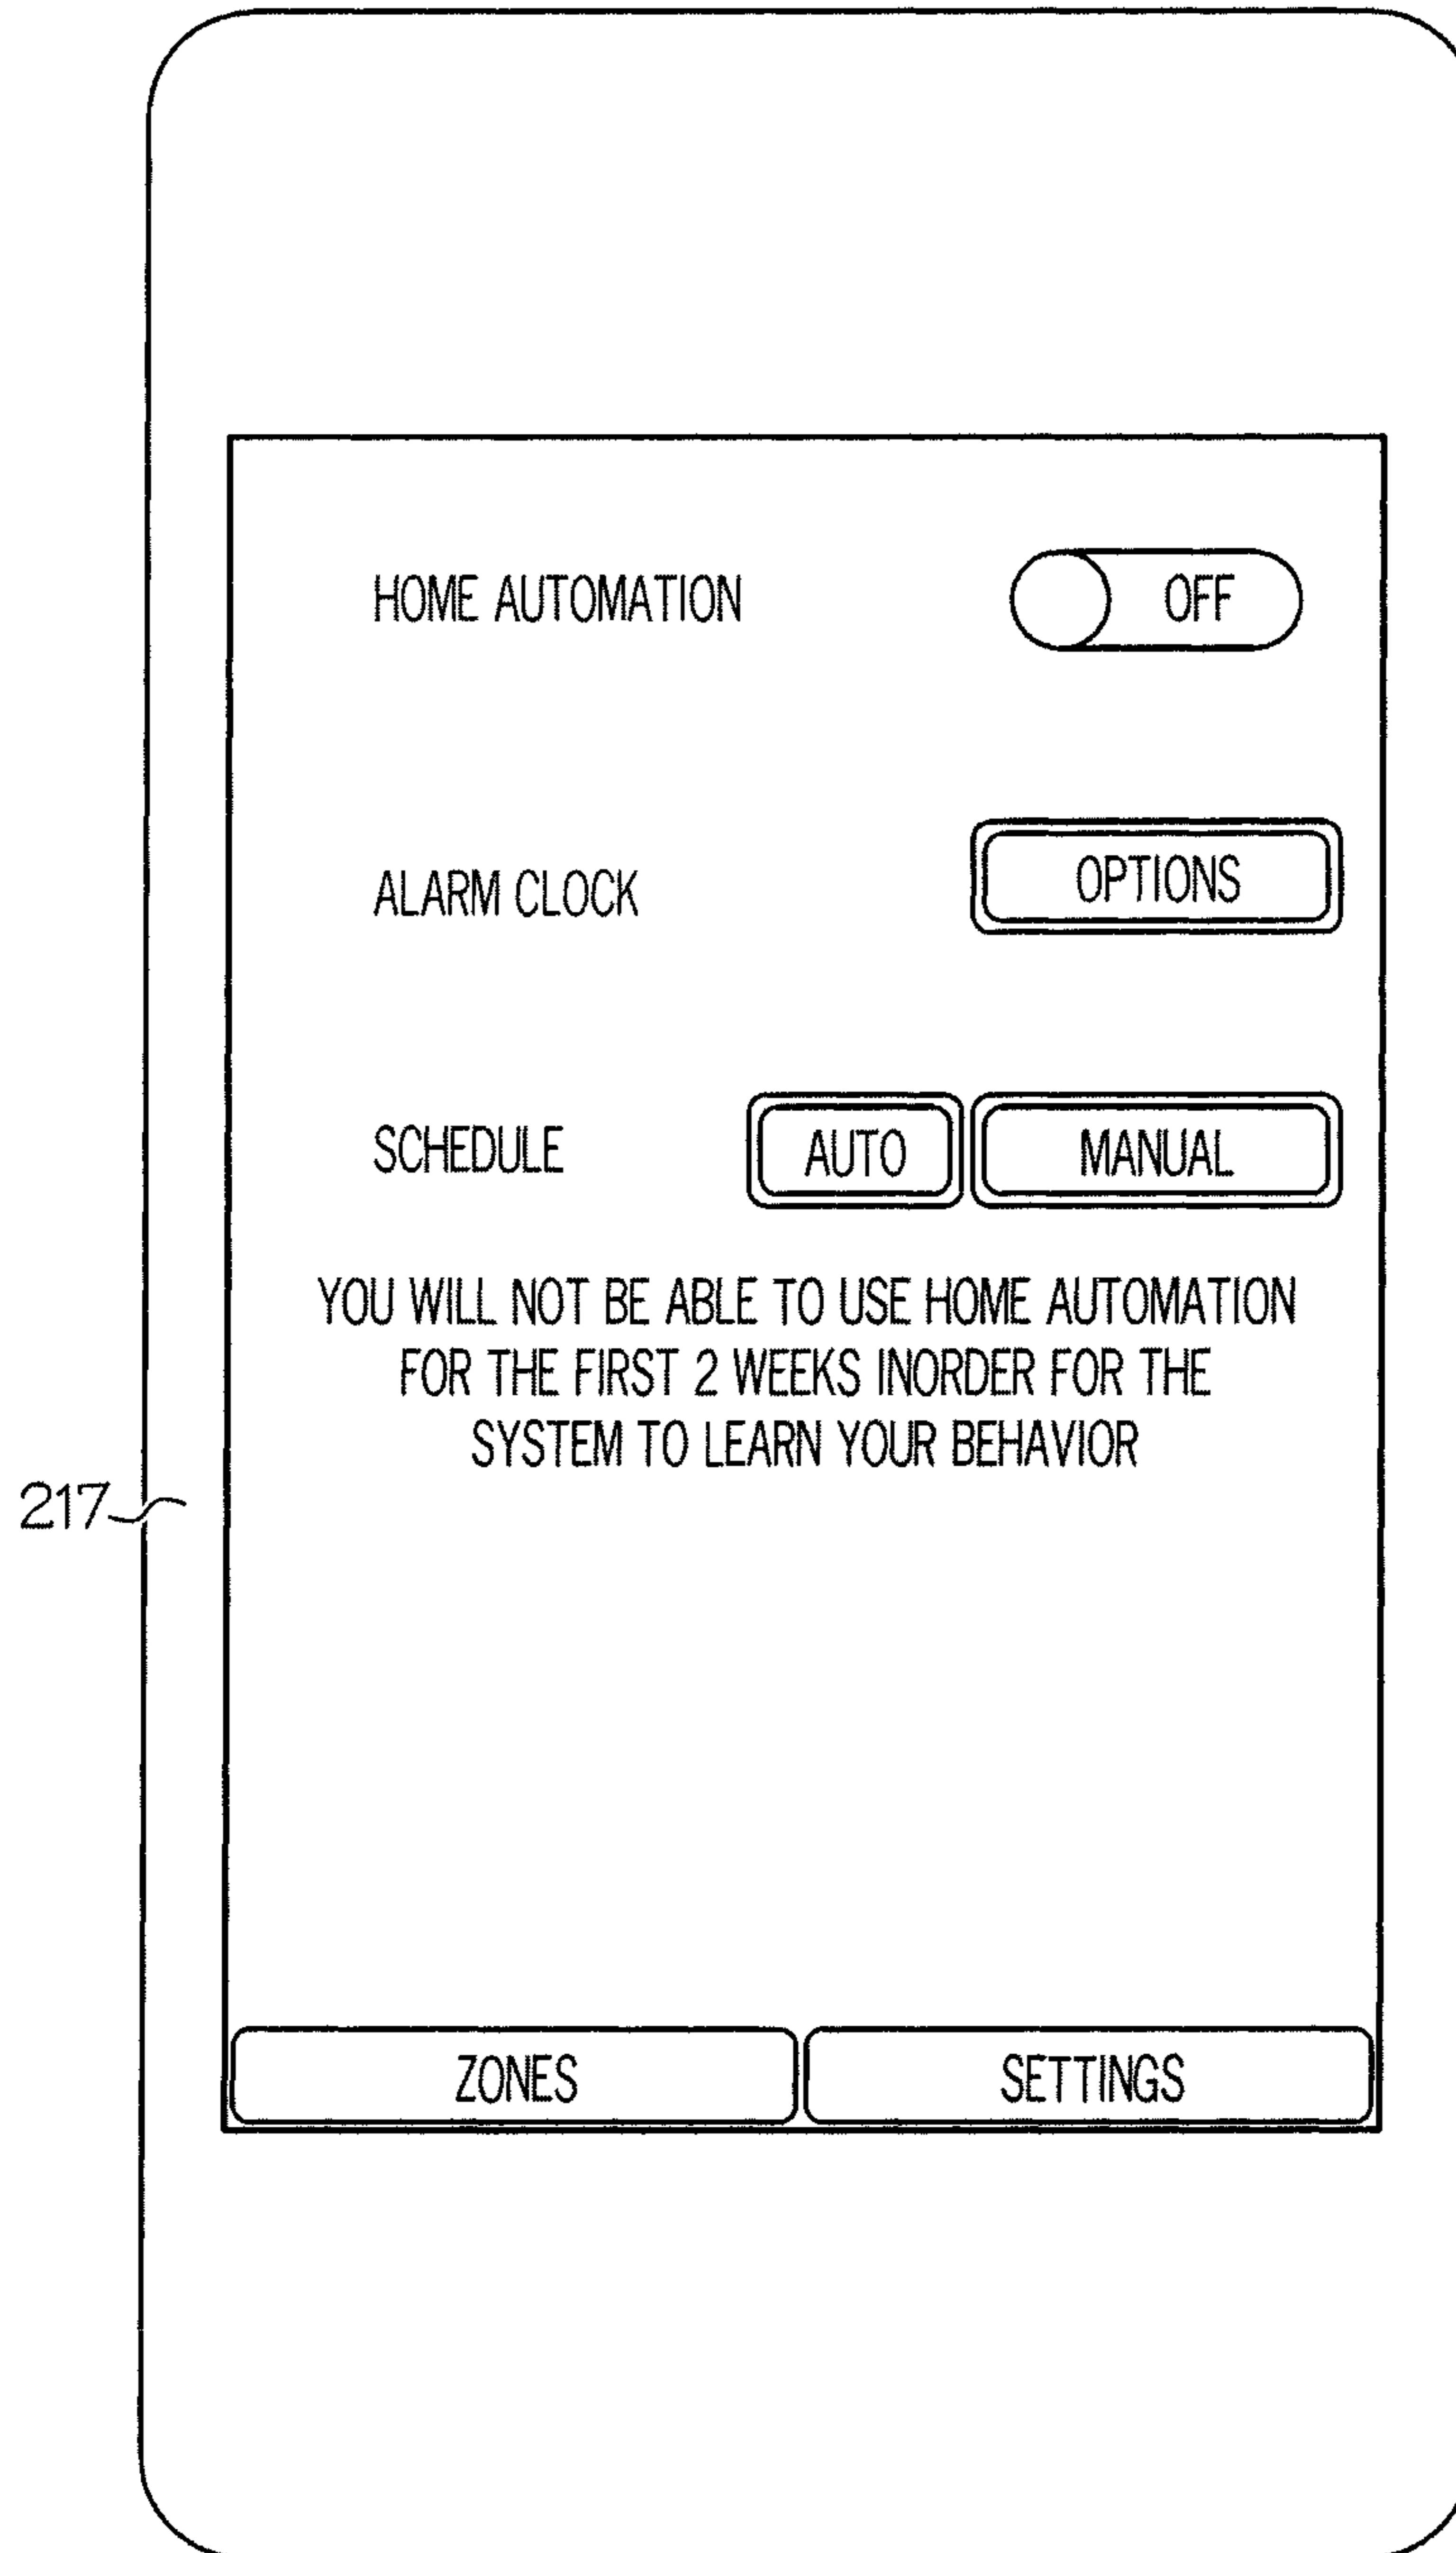 HOME AUTOMATION OFF
ALARM CLOCK OPTIONS
SCHEDULE AUTO MANUAL
YOU WILL NOT BE ABLE TO USE HOME AUTOMATION
FOR THE FIRST 2 WEEKS INORDER FOR THE
SYSTEM TO LEARN YOUR BEHAVIOR
217
ZONES SETTINGS